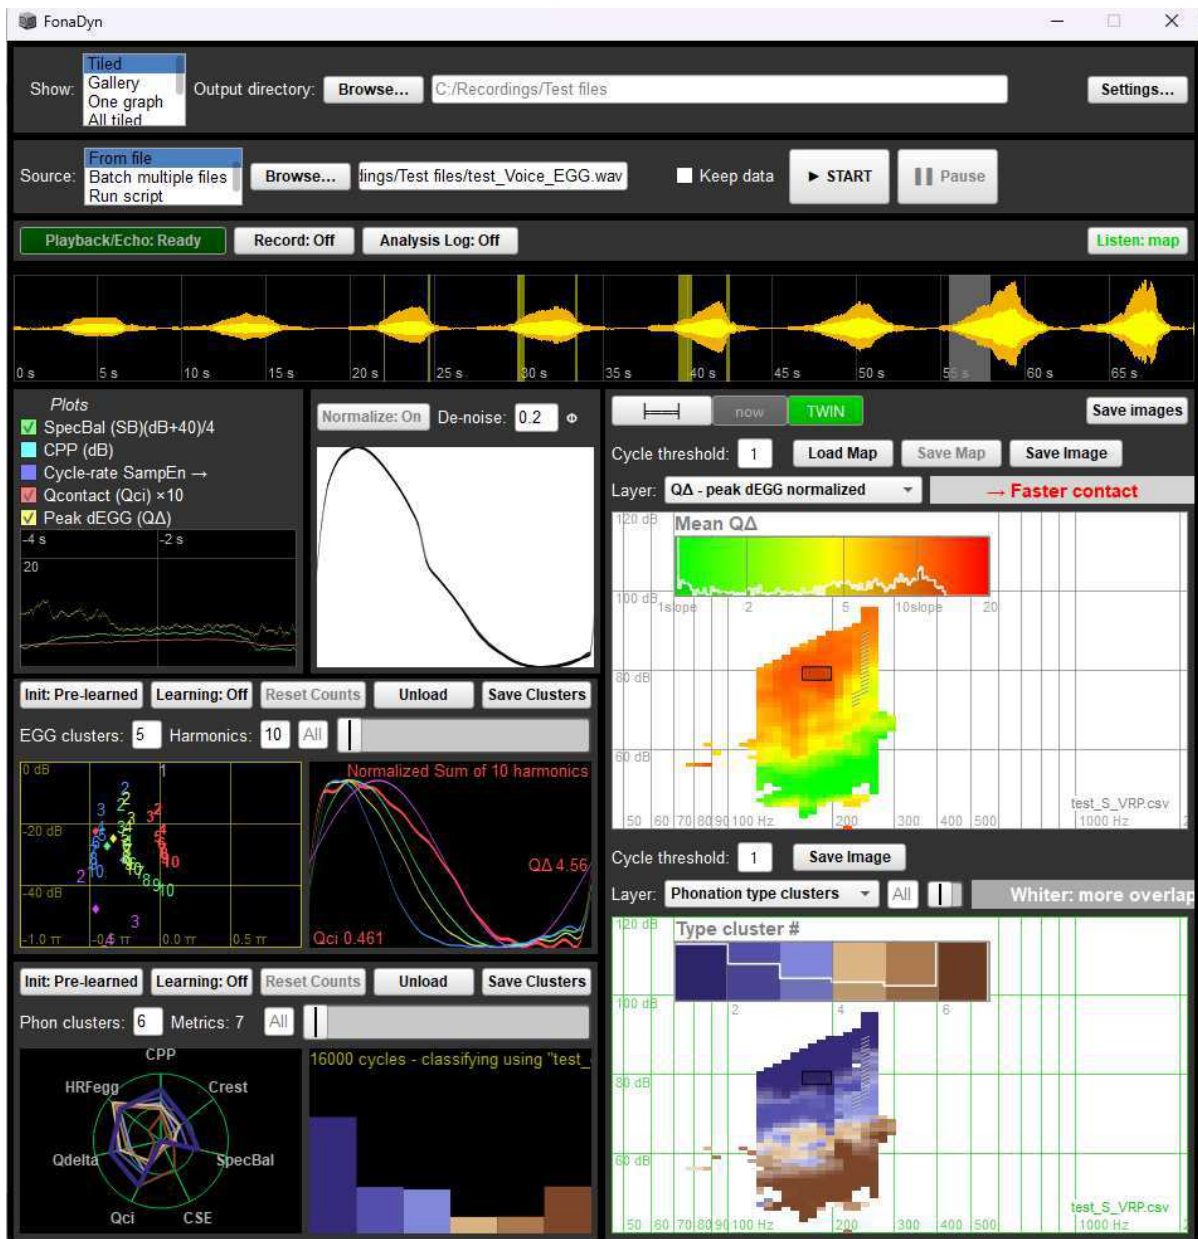 FonaDyn
Show:
Tiled
Gallery
One graph
All tiled
Output directory:
Browse...
C:/Recordings/Test files
Settings...
Source:
From file
Batch multiple files
Run script
Browse...
dings/Test files/test_Voice_EGG.wav
Keep data
► START
Pause
Playback/Echo: Ready
Record: Off
Analysis Log: Off
Listen: map
0 s 5 s 10 s 15 s 20 s 25 s 30 s 35 s 40 s 45 s 50 s 55 s 60 s 65 s
Plots
SpecBal (SB)(dB+40)/4
CPP (dB)
Cycle-rate SampEn →
Qcontact (Qci) ×10
Peak dEGG (QΔ)
-4 s -2 s
20
Normalize: On De-noise: 0.2 Φ
now TWIN Save images
Cycle threshold: 1 Load Map Save Map Save Image
Layer: QΔ - peak dEGG normalized → Faster contact
120 dB Mean QΔ
100 dB 1slope 2 5 10slope 20
80 dB
60 dB
test_S_VRP.csv
50 60 70 80 90 100 Hz 200 300 400 500 1000 Hz
Init: Pre-learned Learning: Off Reset Counts Unload Save Clusters
EGG clusters: 5 Harmonics: 10 All
0 dB
-20 dB
-40 dB
-1.0 π 0.0 π 0.5 π
Normalized Sum of 10 harmonics
QΔ 4.56
Qci 0.461
Cycle threshold: 1 Save Image
Layer: Phonation type clusters All Whiter: more overlap
120 dB Type cluster #
100 dB 2 4 6
80 dB
60 dB
test_S_VRP.csv
50 60 70 80 90 100 Hz 200 300 400 500 1000 Hz
Init: Pre-learned Learning: Off Reset Counts Unload Save Clusters
Phon clusters: 6 Metrics: 7 All
CPP
HRFegg Crest
Qdelta SpecBal
Qci CSE
16000 cycles - classifying using "test_